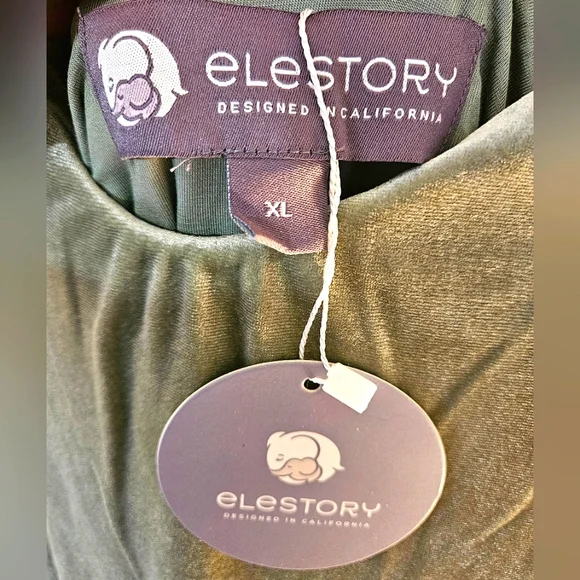 eLeSTORY
DESIGNED IN CALIFORNIA
XL
eLeSTORY
DESIGNED IN CALIFORNIA